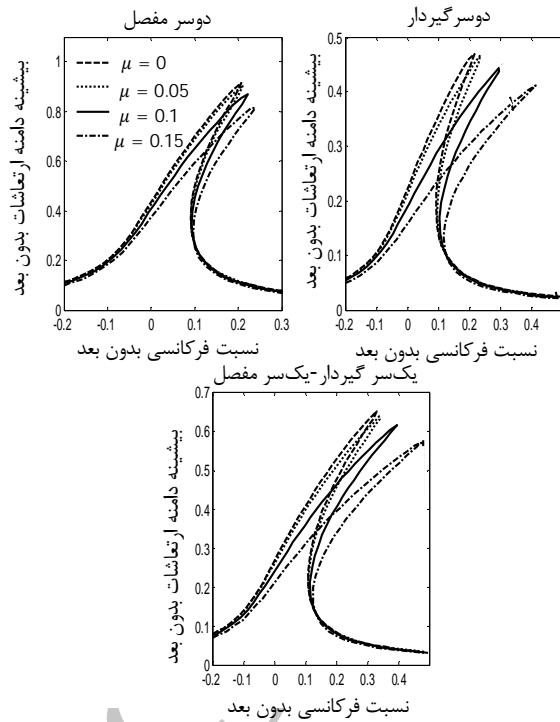 دوسر مفصل
بیشینه دامنه ارتعاشات بدون بعد
1
0.8
0.6
0.4
0.2
0
μ = 0
μ = 0.05
μ = 0.1
μ = 0.15
-0.2 -0.1 0 0.1 0.2 0.3
نسبت فرکانسی بدون بعد
دوسرگیردار
بیشینه دامنه ارتعاشات بدون بعد
0.5
0.4
0.3
0.2
0.1
0
-0.2 -0.1 0 0.1 0.2 0.3 0.4 0.5
نسبت فرکانسی بدون بعد
یک‌سر گیردار-یک‌سر مفصل
بیشینه دامنه ارتعاشات بدون بعد
0.7
0.6
0.5
0.4
0.3
0.2
0.1
0
-0.2 -0.1 0 0.1 0.2 0.3 0.4
نسبت فرکانسی بدون بعد